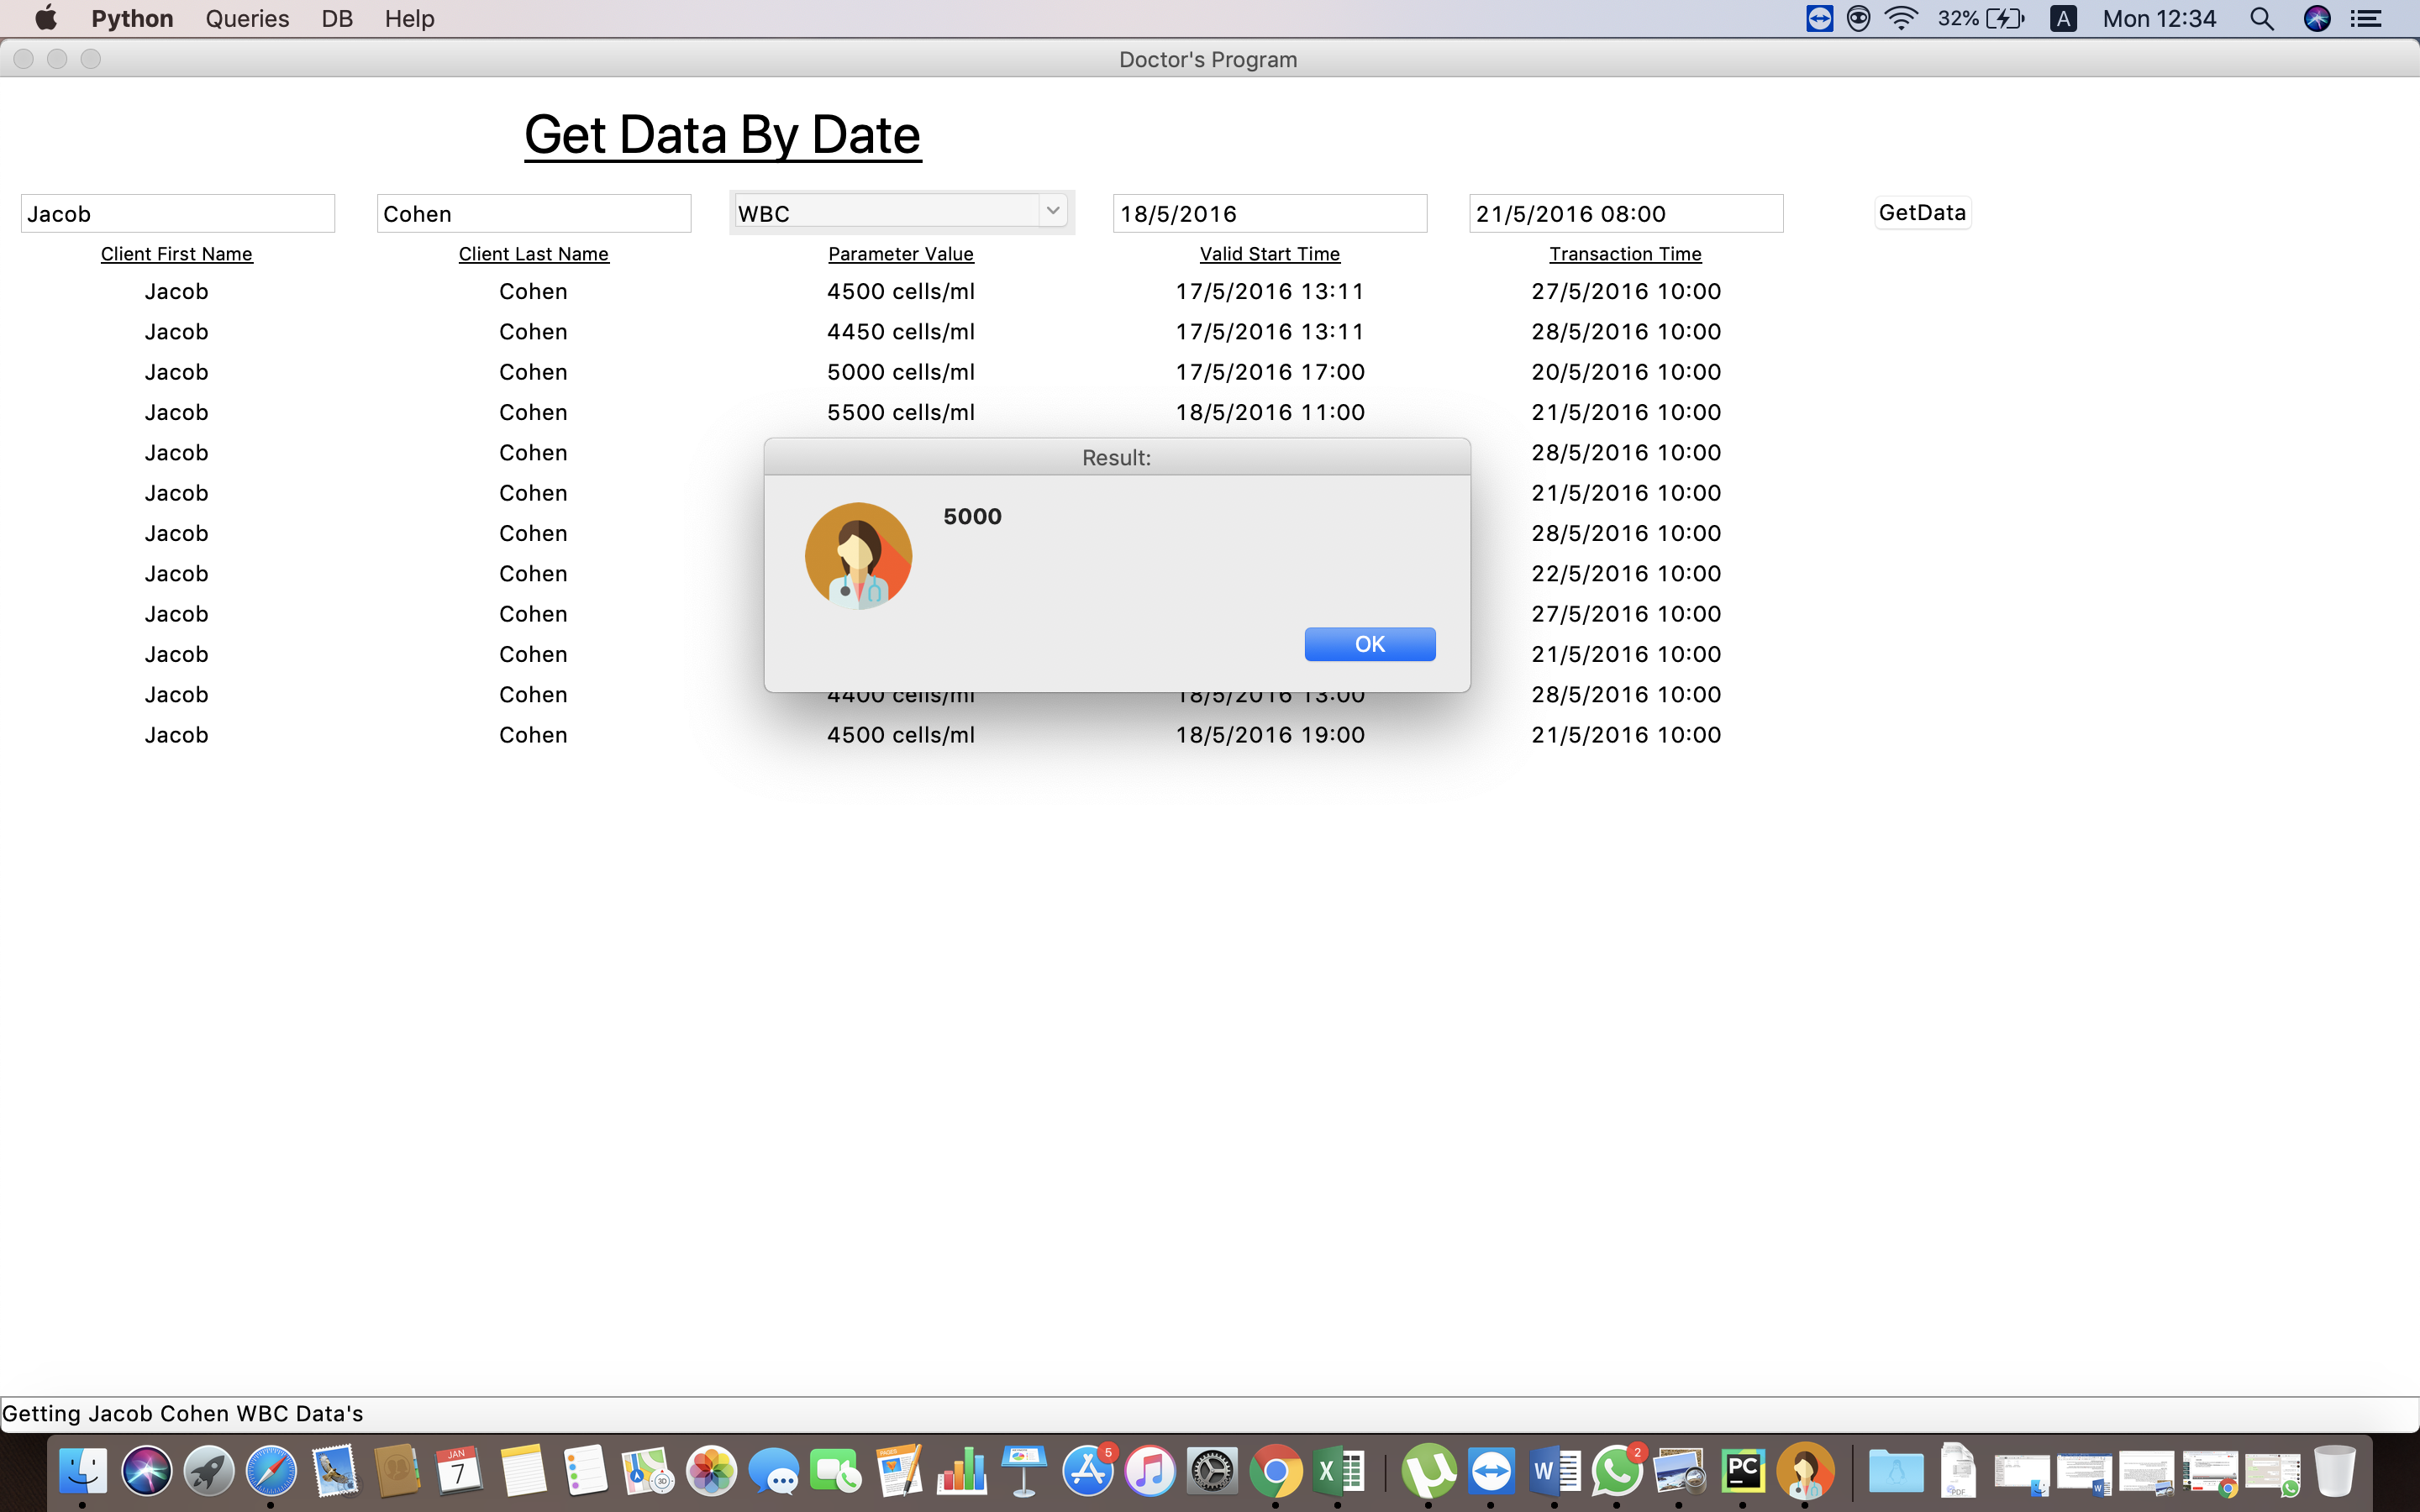 Python Queries DB Help 32% A Mon 12:34
Doctor's Program
Get Data By Date
Jacob Cohen WBC 18/5/2016 21/5/2016 08:00 GetData
Client First Name Client Last Name Parameter Value Valid Start Time Transaction Time
Jacob Cohen 4500 cells/ml 17/5/2016 13:11 27/5/2016 10:00
Jacob Cohen 4450 cells/ml 17/5/2016 13:11 28/5/2016 10:00
Jacob Cohen 5000 cells/ml 17/5/2016 17:00 20/5/2016 10:00
Jacob Cohen 5500 cells/ml 18/5/2016 11:00 21/5/2016 10:00
Jacob Cohen 28/5/2016 10:00
Result:
Jacob Cohen 21/5/2016 10:00
5000
Jacob Cohen 28/5/2016 10:00
Jacob Cohen 22/5/2016 10:00
Jacob Cohen 27/5/2016 10:00
OK
Jacob Cohen 21/5/2016 10:00
Jacob Cohen 4400 cells/ml 18/5/2016 13:00 28/5/2016 10:00
Jacob Cohen 4500 cells/ml 18/5/2016 19:00 21/5/2016 10:00
Getting Jacob Cohen WBC Data's
JAN
7
3D
PAGES
5
X
W
2
PC
PDF